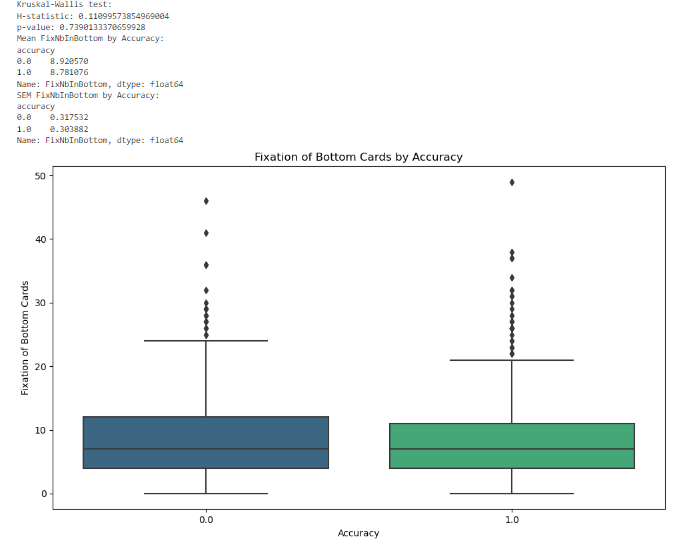 Kruskal-Wallis test:
H-statistic: 0.11099573854969004
p-value: 0.7390133370659928
Mean FixNbInBottom by Accuracy:
accuracy
0.0    8.920570
1.0    8.781076
Name: FixNbInBottom, dtype: float64
SEM FixNbInBottom by Accuracy:
accuracy
0.0    0.317532
1.0    0.303882
Name: FixNbInBottom, dtype: float64
Fixation of Bottom Cards by Accuracy
50
40
30
20
10
0
Fixation of Bottom Cards
0.0
1.0
Accuracy